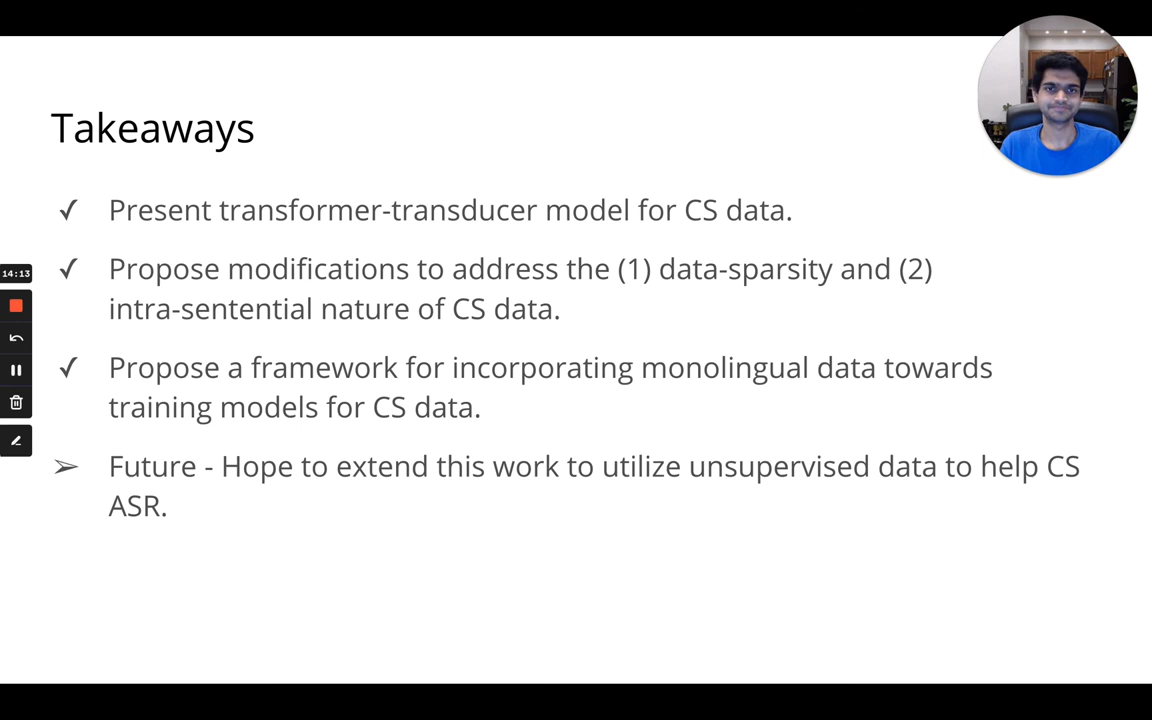 Takeaways
✓ Present transformer-transducer model for CS data.
✓ Propose modifications to address the (1) data-sparsity and (2)
intra-sentential nature of CS data.
✓ Propose a framework for incorporating monolingual data towards
training models for CS data.
➢ Future - Hope to extend this work to utilize unsupervised data to help CS
ASR.
14:13